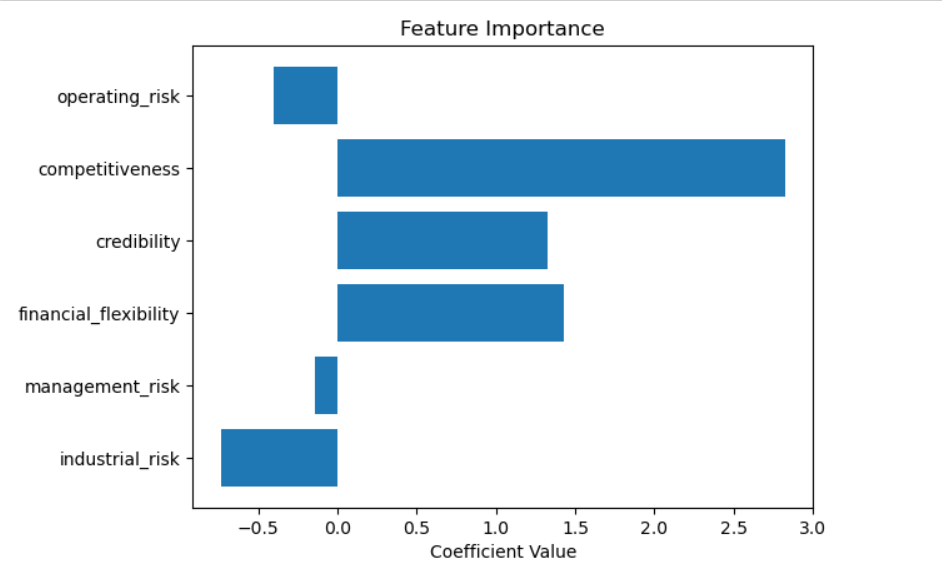 Feature Importance
operating_risk
competitiveness
credibility
financial_flexibility
management_risk
industrial_risk
−0.5 0.0 0.5 1.0 1.5 2.0 2.5 3.0
Coefficient Value